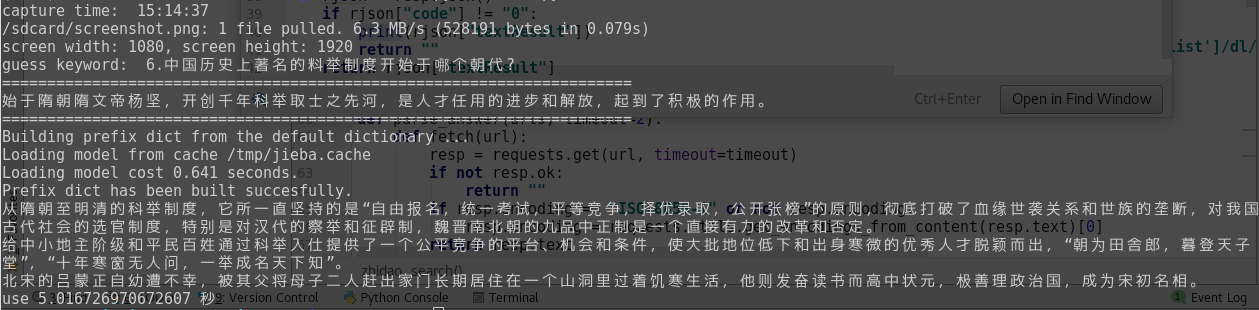 capture time:  15:14:37
39
if rjson["code"] != "0":
/sdcard/screenshot.png: 1 file pulled. 6.3 MB/s (528191 bytes in 0.079s)
screen width: 1080, screen height: 1920
return ""
ist']/dl/
guess keyword:  6.中国历史上著名的料举制度开始于哪个朝代?
======================================================================
始于隋朝隋文帝杨坚，开创千年科举取士之先河，是人才任用的进步和解放，起到了积极的作用。
Ctrl+Enter
Open in Find Window
======================================================================
Building prefix dict from the default dictionary ...
def fetch(url):
Loading model from cache /tmp/jieba.cache
resp = requests.get(url, timeout=timeout)
Loading model cost 0.641 seconds.
63
if not resp.ok:
Prefix dict has been built succesfully.
return ""
从隋朝至明清的科举制度，它所一直坚持的是“自由报名，统一考试，平等竞争，择优录取，公开张榜”的原则，彻底打破了血缘世袭关系和世族的垄断，对我国
古代社会的选官制度，特别是对汉代的察举和征辟制，魏晋南北朝的九品中正制是一个直接有力的改革和否定。
from_content(resp.text)[0]
给中小地主阶级和平民百姓通过科举入仕提供了一个公平竞争的平台、机会和条件，使大批地位低下和出身寒微的优秀人才脱颖而出，“朝为田舍郎，暮登天子
堂”，“十年寒窗无人问，一举成名天下知”。
zhidao_search()
北宋的吕蒙正自幼遭不幸，被其父将母子二人赶出家门长期居住在一个山洞里过着饥寒生活，他则发奋读书而高中状元，极善理政治国，成为宋初名相。
use 5.016726970672607 秒
9: Version Control
Python Console
Terminal
1 Event Log